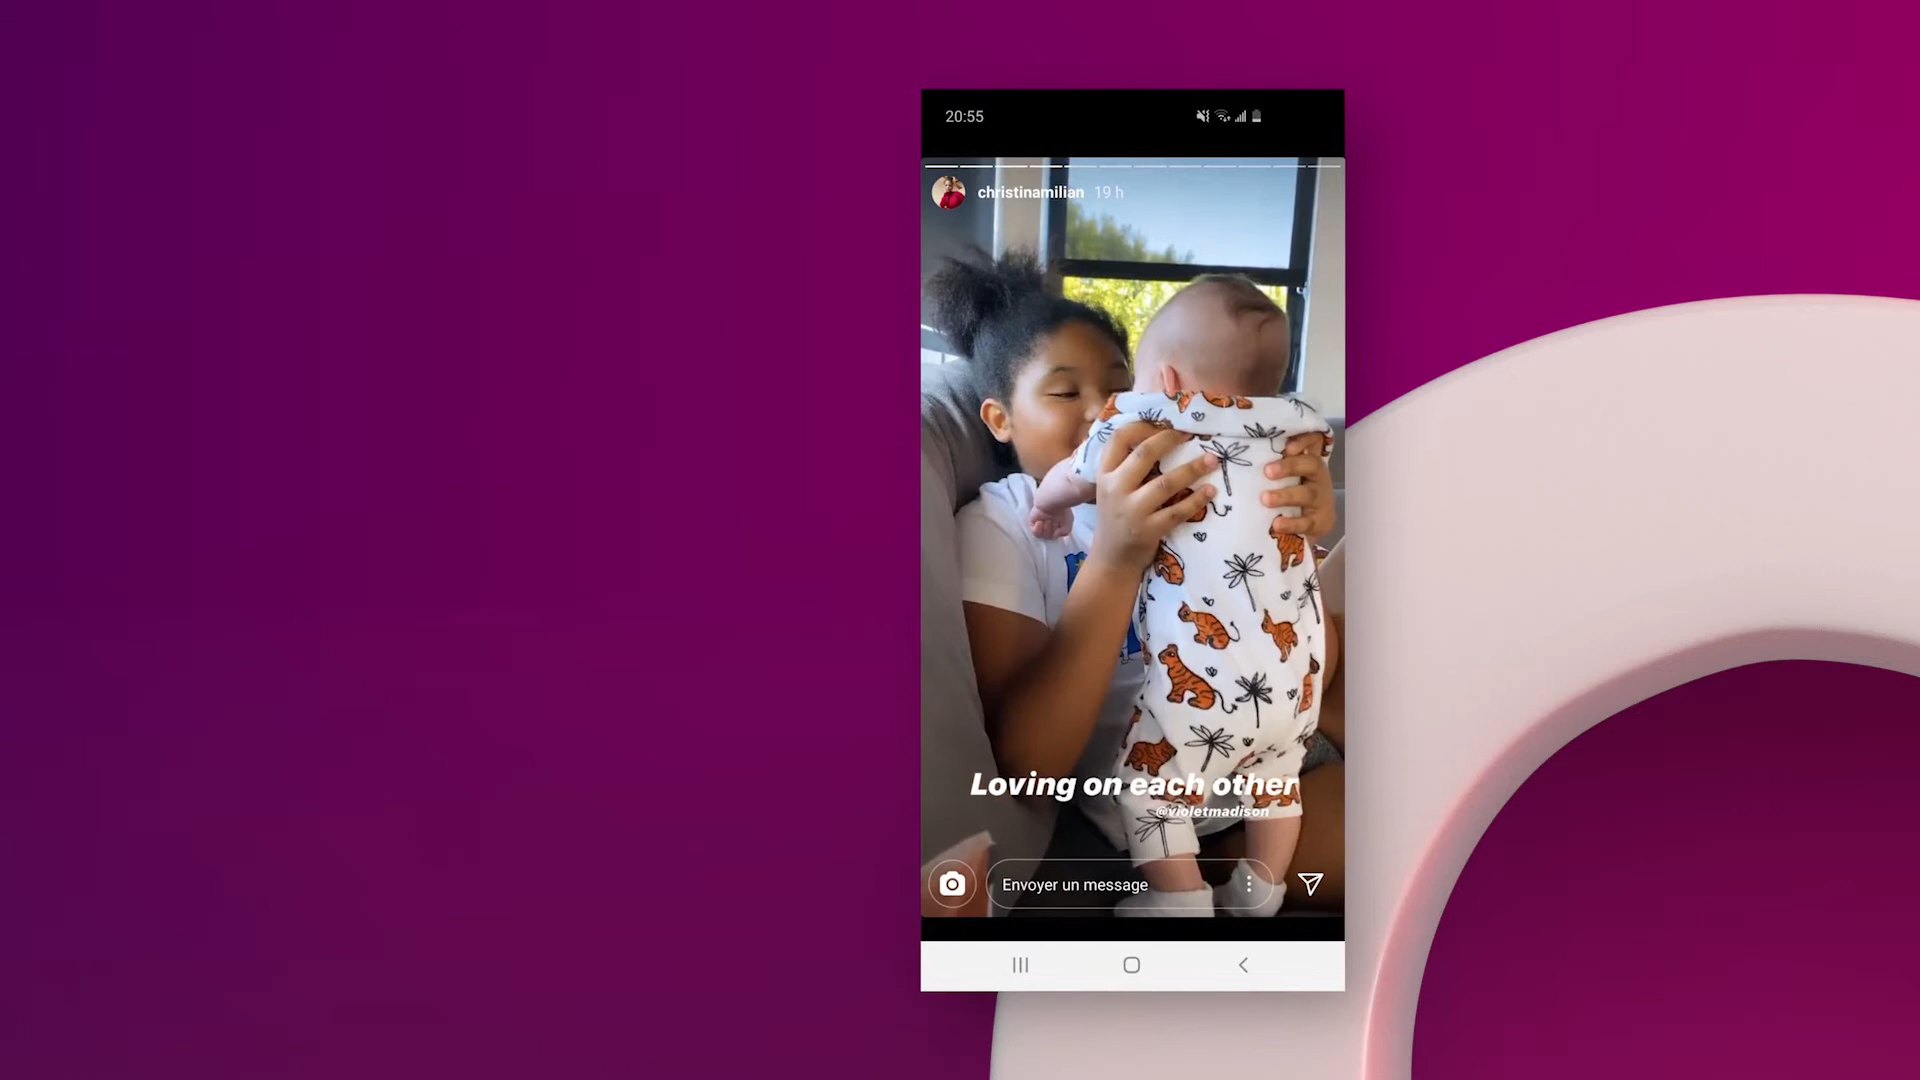 20:55
christinamilian 19 h
Loving on each other
@violetmadison
Envoyer un message